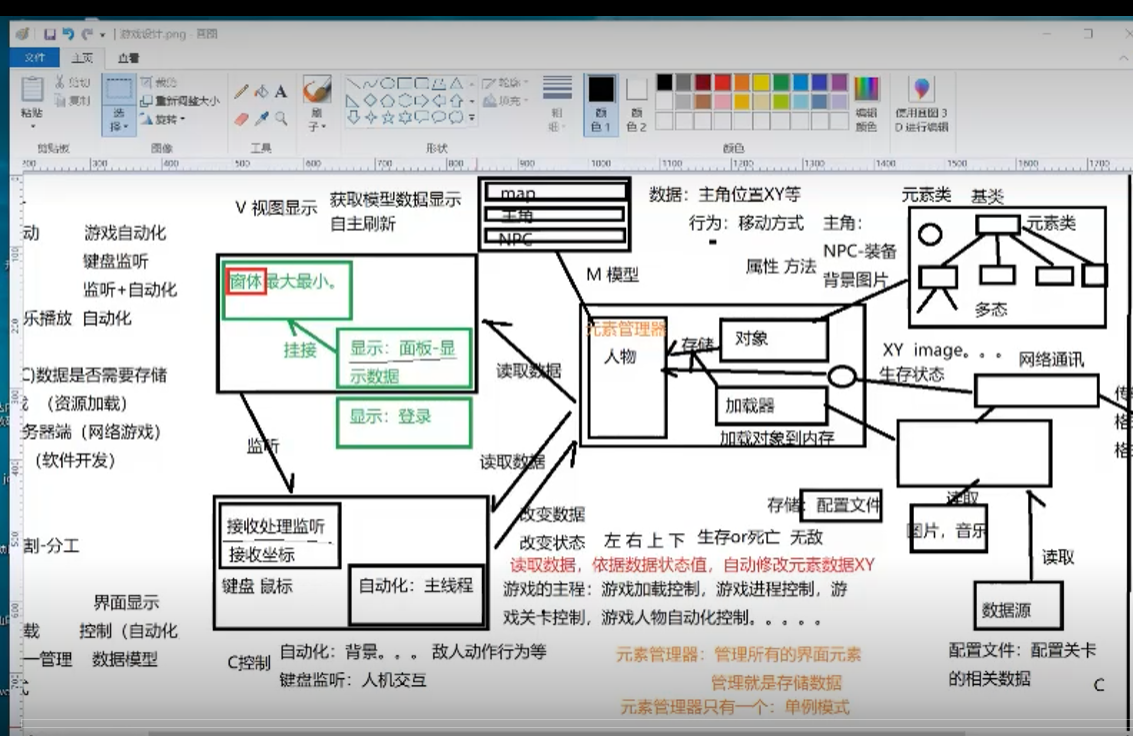 游戏设计.png - 画图
文件
主页
查看
粘贴
剪切
复制
选择
裁剪
重新调整大小
旋转
刷子
轮廓
填充
粗细
颜色 1
颜色 2
编辑颜色
使用画图 3D 进行编辑
剪贴板
图像
工具
形状
颜色
200 300 400 500 600 700 800 900 1000 1100 1200 1300 1400 1500 1600 1700
V 视图显示
获取模型数据显示
自主刷新
map
主角
NPC
数据：主角位置XY等
行为：移动方式
属性 方法
主角：
NPC-装备
背景图片
元素类
基类
元素类
多态
动
游戏自动化
键盘监听
监听+自动化
乐播放 自动化
窗体最大最小。
挂接
显示：面板-显
示数据
显示：登录
M 模型
元素管理器
人物
存储
对象
加载器
加载对象到内存
读取数据
读取数据
XY image。。。
生存状态
网络通讯
C)数据是否需要存储
（资源加载）
务器端（网络游戏）
（软件开发）
监听
接收处理监听
接收坐标
键盘 鼠标
自动化：主线程
改变数据
改变状态
左 右 上 下
生存or死亡
无敌
读取数据，依据数据状态值，自动修改元素数据XY
游戏的主程：游戏加载控制，游戏进程控制，游
戏关卡控制，游戏人物自动化控制。。。。。
存储：配置文件
读取
图片，音乐
读取
数据源
割-分工
界面显示
载 控制（自动化
一管理 数据模型
C控制
自动化：背景。。。 敌人动作行为等
键盘监听：人机交互
元素管理器：管理所有的界面元素
管理就是存储数据
元素管理器只有一个：单例模式
配置文件：配置关卡
的相关数据
C